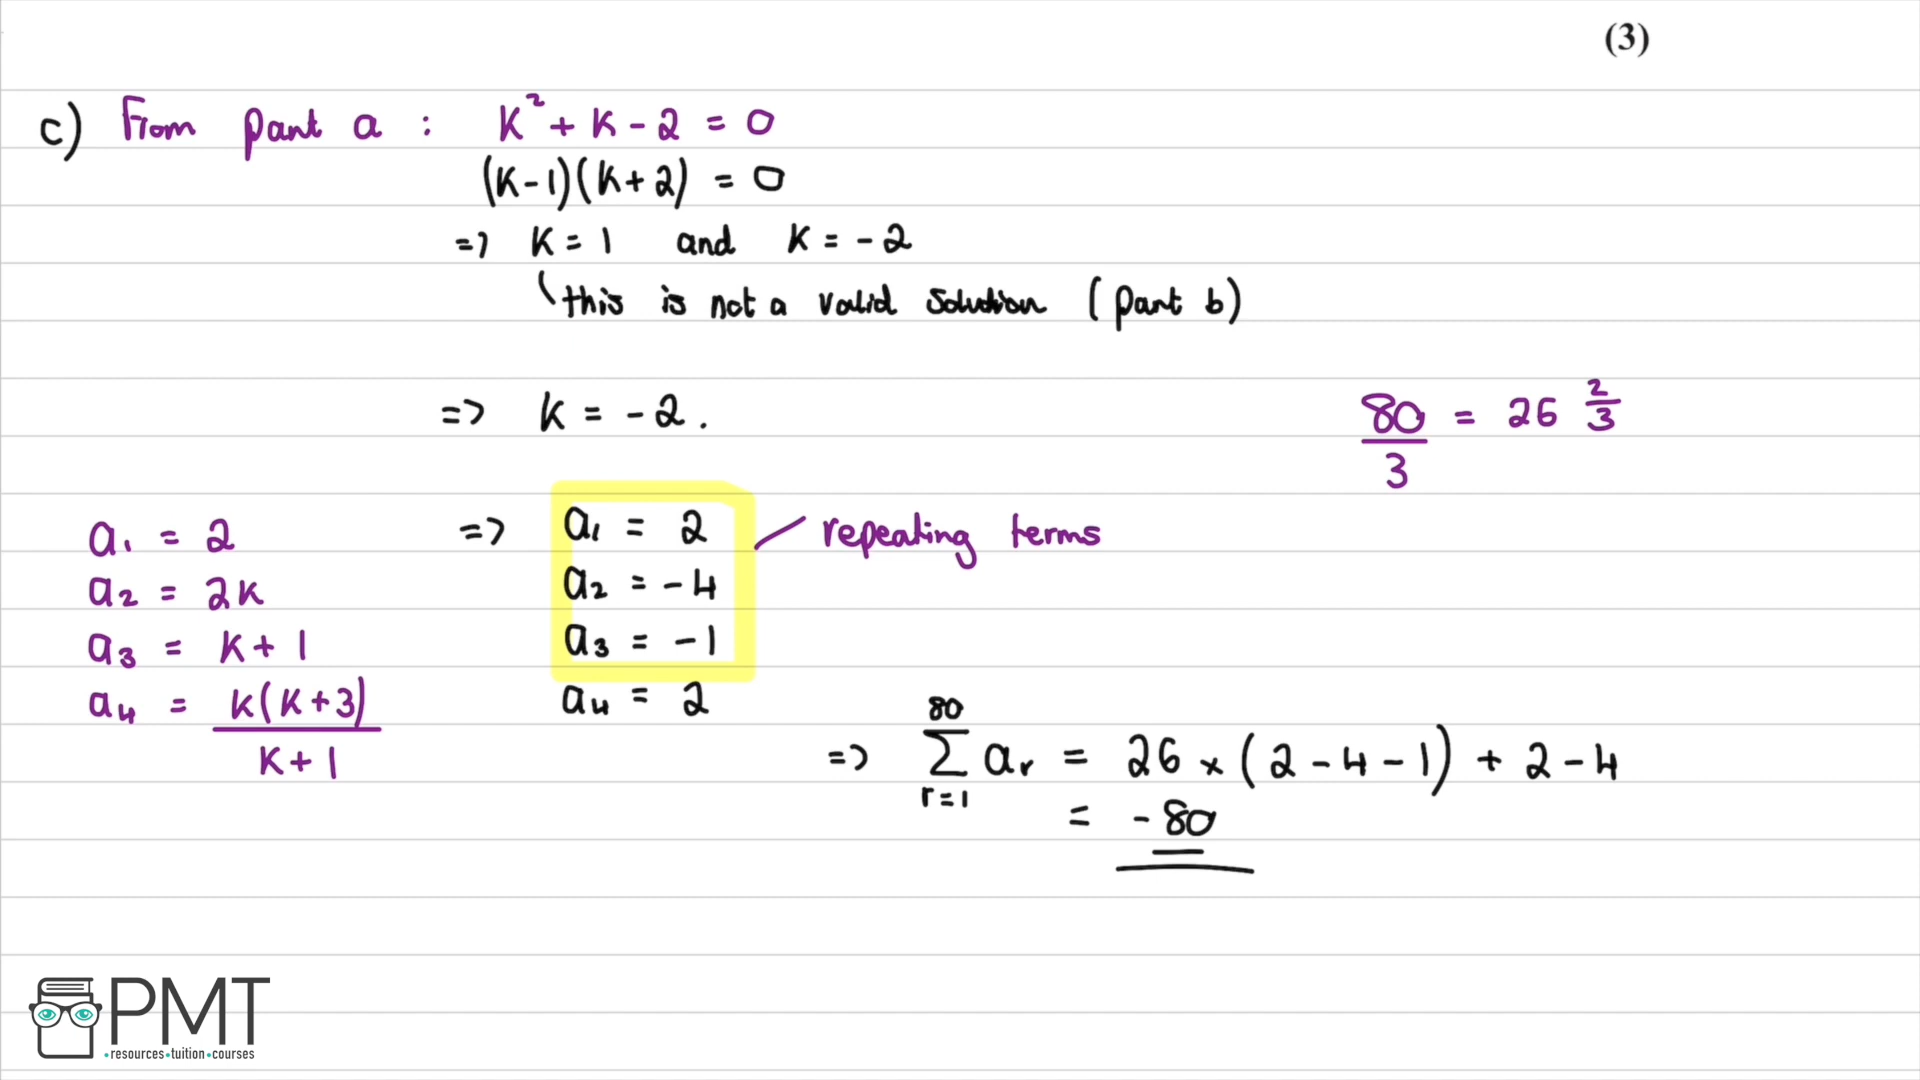 (3)
c) From part a : k² + k - 2 = 0
(k-1)(k+2) = 0
=> k = 1 and k = -2
this is not a valid solution (part b)
=> k = -2.
80/3 = 26 2/3
a₁ = 2
a₂ = 2k
a₃ = k+1
a₄ = k(k+3)/k+1
=> a₁ = 2
a₂ = -4
a₃ = -1
a₄ = 2
repeating terms
=> 80 Σ r=1 aᵣ = 26 × (2-4-1) + 2-4
= -80
PMT
•resources•tuition•courses